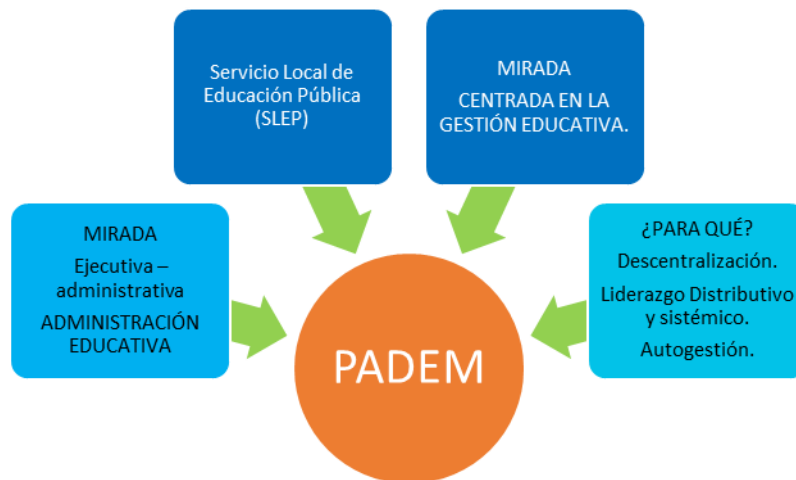 Servicio Local de
Educación Pública
(SLEP)
MIRADA
CENTRADA EN LA
GESTIÓN EDUCATIVA.
MIRADA
Ejecutiva –
administrativa
ADMINISTRACIÓN
EDUCATIVA
¿PARA QUÉ?
Descentralización.
Liderazgo Distributivo
y sistémico.
Autogestión.
PADEM